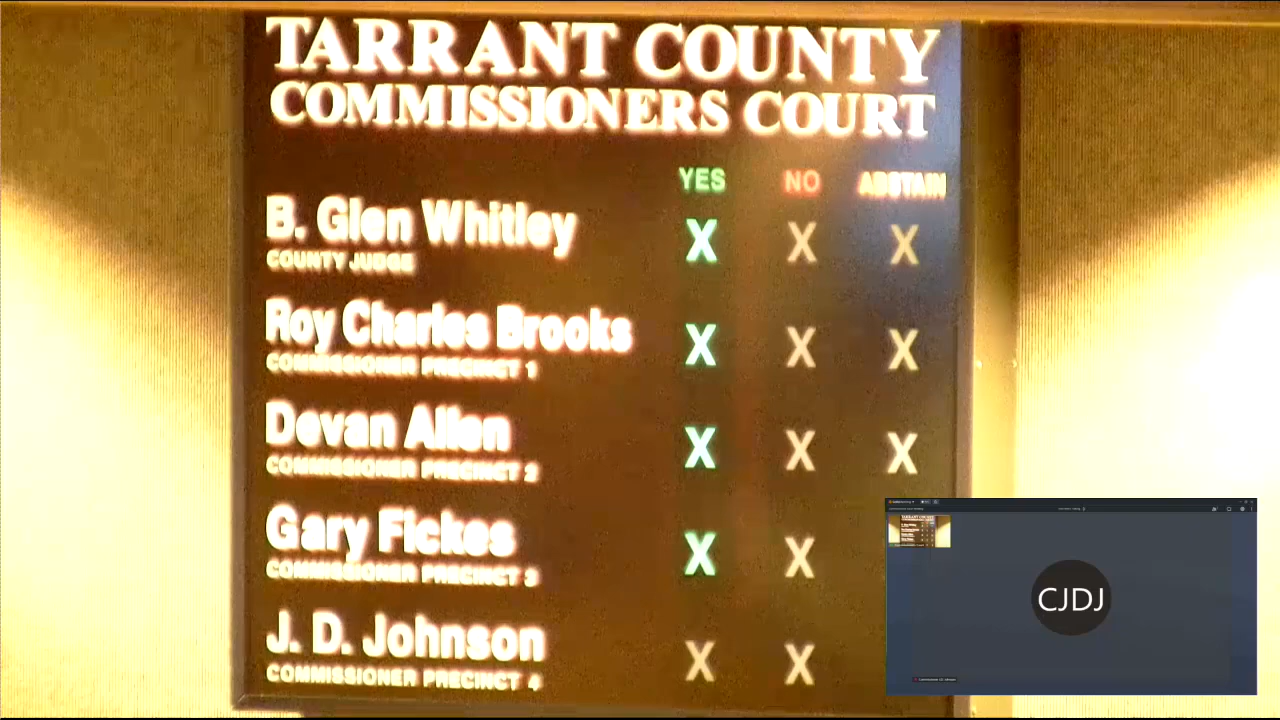 TARRANT COUNTY
COMMISSIONERS COURT
YES NO ABSTAIN
B. Glen Whitley X X X
COUNTY JUDGE
Roy Charles Brooks X X X
COMMISSIONER PRECINCT 1
Devan Allen X X X
COMMISSIONER PRECINCT 2
Gary Fickes X X
COMMISSIONER PRECINCT 3
J. D. Johnson X X
COMMISSIONER PRECINCT 4
CJDJ